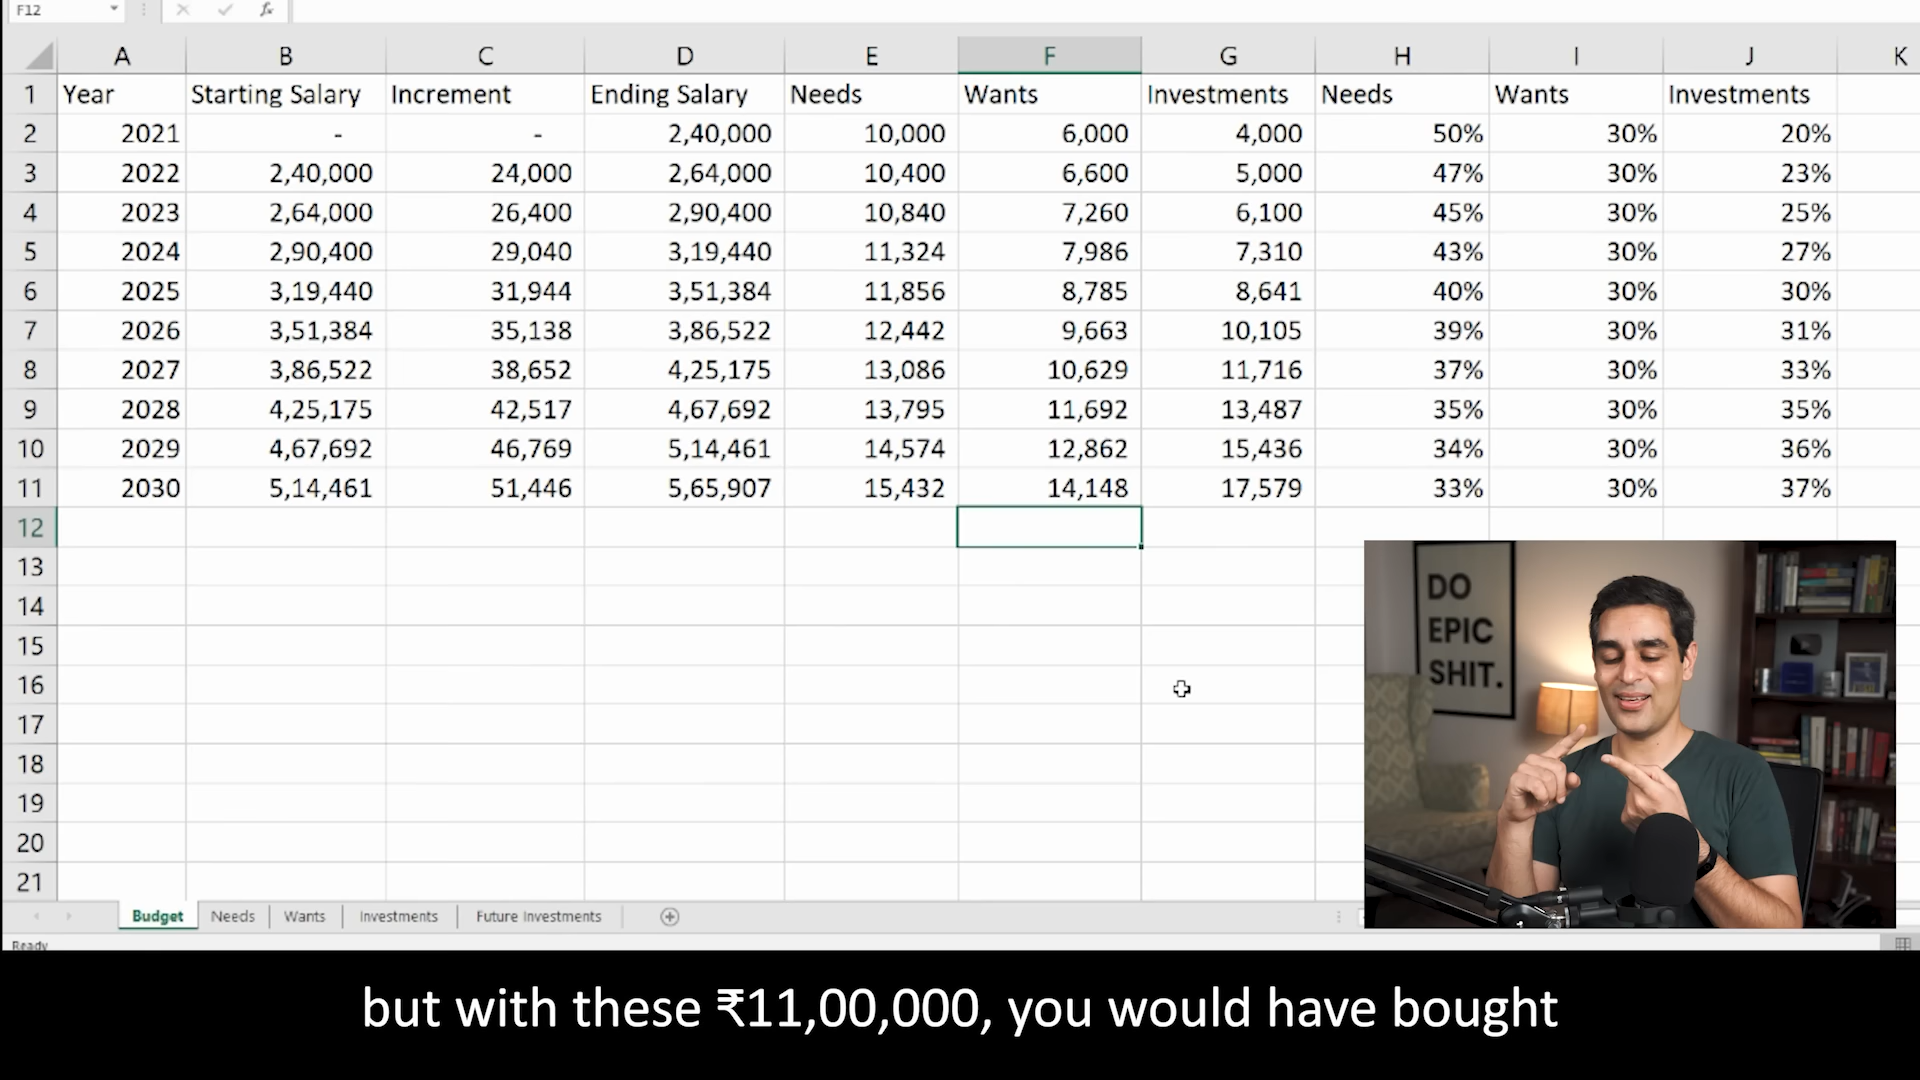 F12 fx
A B C D E F G H I J K
1 Year Starting Salary Increment Ending Salary Needs Wants Investments Needs Wants Investments
2 2021 - - 2,40,000 10,000 6,000 4,000 50% 30% 20%
3 2022 2,40,000 24,000 2,64,000 10,400 6,600 5,000 47% 30% 23%
4 2023 2,64,000 26,400 2,90,400 10,840 7,260 6,100 45% 30% 25%
5 2024 2,90,400 29,040 3,19,440 11,324 7,986 7,310 43% 30% 27%
6 2025 3,19,440 31,944 3,51,384 11,856 8,785 8,641 40% 30% 30%
7 2026 3,51,384 35,138 3,86,522 12,442 9,663 10,105 39% 30% 31%
8 2027 3,86,522 38,652 4,25,175 13,086 10,629 11,716 37% 30% 33%
9 2028 4,25,175 42,517 4,67,692 13,795 11,692 13,487 35% 30% 35%
10 2029 4,67,692 46,769 5,14,461 14,574 12,862 15,436 34% 30% 36%
11 2030 5,14,461 51,446 5,65,907 15,432 14,148 17,579 33% 30% 37%
12
13
14
15
16
17
18
19
20
21
DO
EPIC
SHIT.
Budget Needs Wants Investments Future Investments
Ready
but with these ₹11,00,000, you would have bought